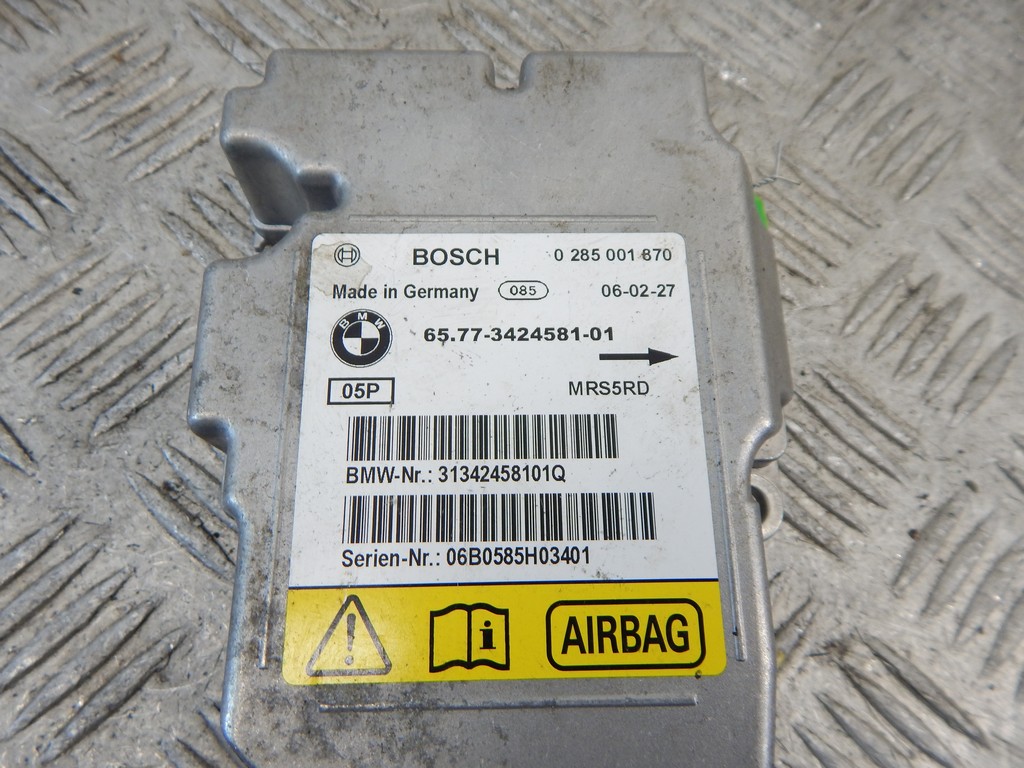 BOSCH 0 285 001 870
Made in Germany 085 06-02-27
BMW 65.77-3424581-01
05P MRS5RD
BMW-Nr.: 31342458101Q
Serien-Nr.: 06B0585H03401
! i AIRBAG